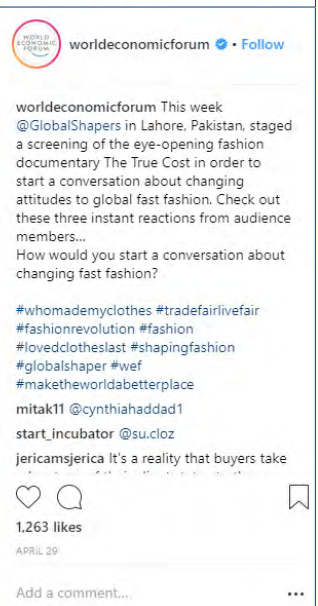 WORLD
ECONOMIC
FORUM
worldeconomicforum • Follow
worldeconomicforum This week
@GlobalShapers in Lahore, Pakistan, staged
a screening of the eye-opening fashion
documentary The True Cost in order to
start a conversation about changing
attitudes to global fast fashion. Check out
these three instant reactions from audience
members...
How would you start a conversation about
changing fast fashion?
#whomademyclothes #tradefairlivefair
#fashionrevolution #fashion
#lovedclotheslast #shapingfashion
#globalshaper #wef
#maketheworldabetterplace
mitak11 @cynthiahaddad1
start_incubator @su.cloz
jericamsjerica It's a reality that buyers take
1,263 likes
APRIL 29
Add a comment...